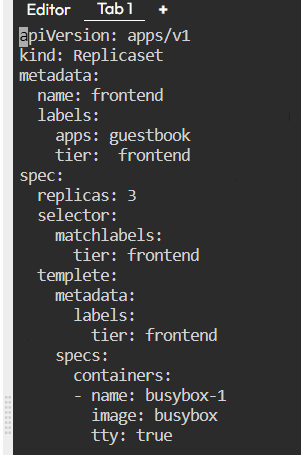 Editor Tab 1 +
apiVersion: apps/v1
kind: Replicaset
metadata:
  name: frontend
  labels:
    apps: guestbook
    tier:  frontend
spec:
  replicas: 3
  selector:
    matchlabels:
      tier: frontend
  templete:
    metadata:
      labels:
        tier: frontend
    specs:
      containers:
      - name: busybox-1
        image: busybox
        tty: true